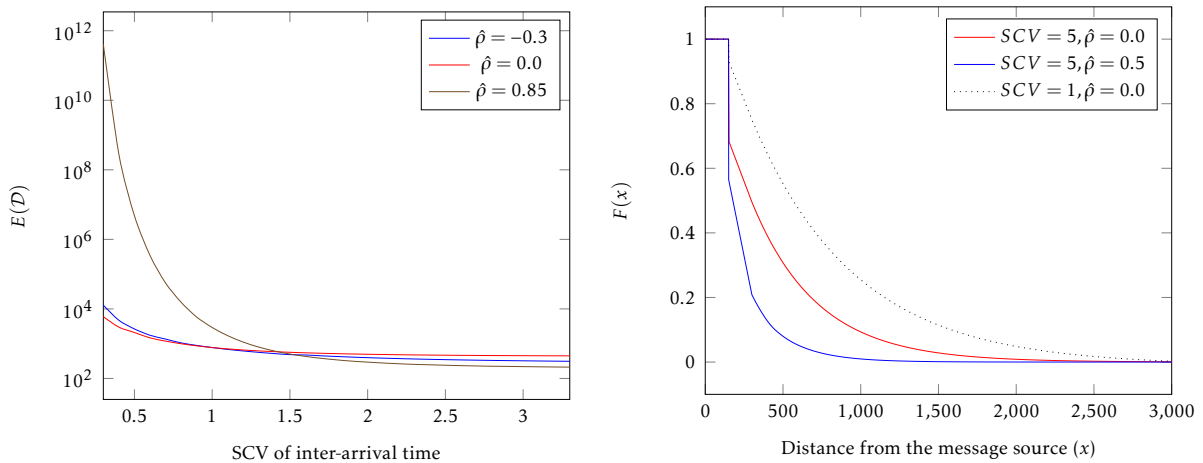 10^12
10^10
10^8
10^6
10^4
10^2
E(𝒟)
ρ̂ = −0.3
ρ̂ = 0.0
ρ̂ = 0.85
0.5 1 1.5 2 2.5 3
SCV of inter-arrival time
1
0.8
0.6
0.4
0.2
0
F(x)
SCV = 5, ρ̂ = 0.0
SCV = 5, ρ̂ = 0.5
SCV = 1, ρ̂ = 0.0
0 500 1,000 1,500 2,000 2,500 3,000
Distance from the message source (x)